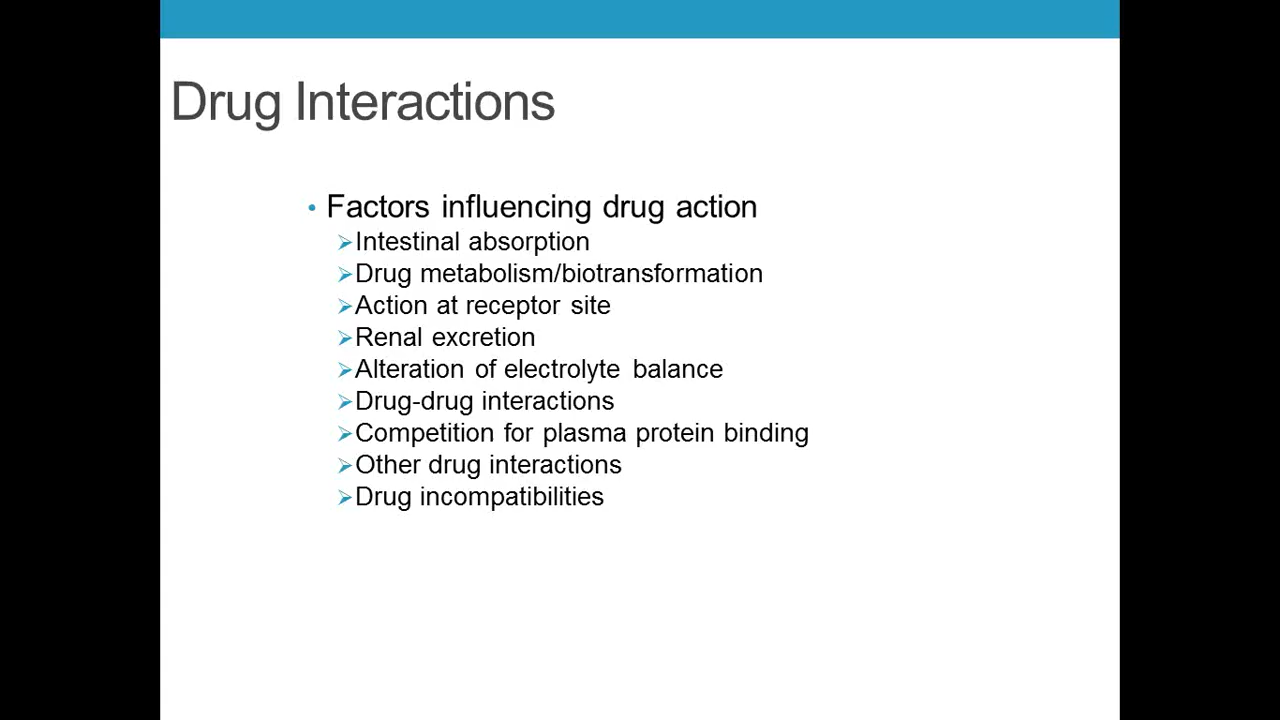 Drug Interactions
• Factors influencing drug action
➢Intestinal absorption
➢Drug metabolism/biotransformation
➢Action at receptor site
➢Renal excretion
➢Alteration of electrolyte balance
➢Drug-drug interactions
➢Competition for plasma protein binding
➢Other drug interactions
➢Drug incompatibilities